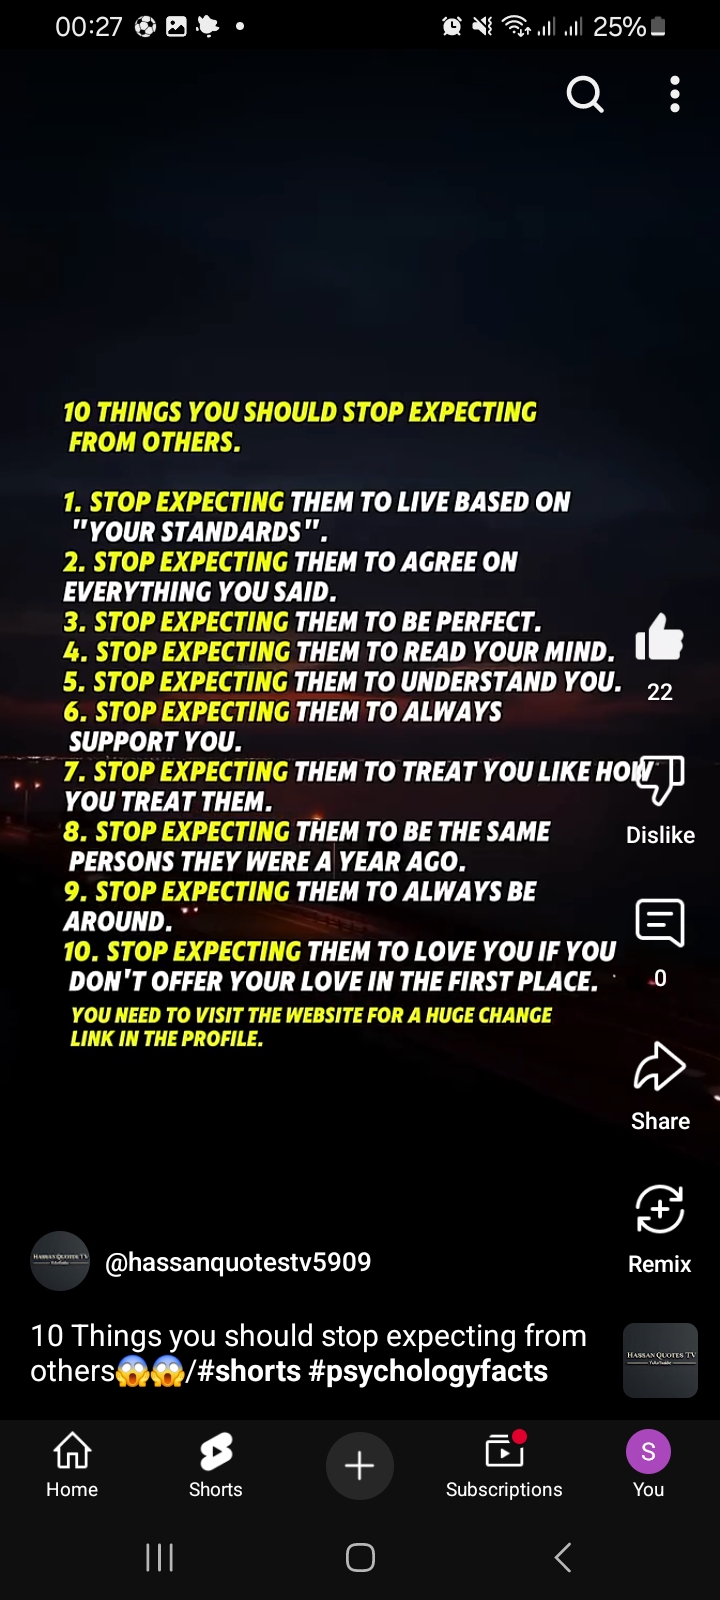 00:27
25%
10 THINGS YOU SHOULD STOP EXPECTING
FROM OTHERS.
1. STOP EXPECTING THEM TO LIVE BASED ON
"YOUR STANDARDS".
2. STOP EXPECTING THEM TO AGREE ON
EVERYTHING YOU SAID.
3. STOP EXPECTING THEM TO BE PERFECT.
4. STOP EXPECTING THEM TO READ YOUR MIND.
5. STOP EXPECTING THEM TO UNDERSTAND YOU.
6. STOP EXPECTING THEM TO ALWAYS
SUPPORT YOU.
7. STOP EXPECTING THEM TO TREAT YOU LIKE HOW
YOU TREAT THEM.
8. STOP EXPECTING THEM TO BE THE SAME
PERSONS THEY WERE A YEAR AGO.
9. STOP EXPECTING THEM TO ALWAYS BE
AROUND.
10. STOP EXPECTING THEM TO LOVE YOU IF YOU
DON'T OFFER YOUR LOVE IN THE FIRST PLACE.
YOU NEED TO VISIT THE WEBSITE FOR A HUGE CHANGE
LINK IN THE PROFILE.
22
Dislike
0
Share
Remix
HASSAN QUOTES TV
@hassanquotestv5909
10 Things you should stop expecting from
others😱😱/#shorts #psychologyfacts
HASSAN QUOTES TV
Home
Shorts
Subscriptions
S
You